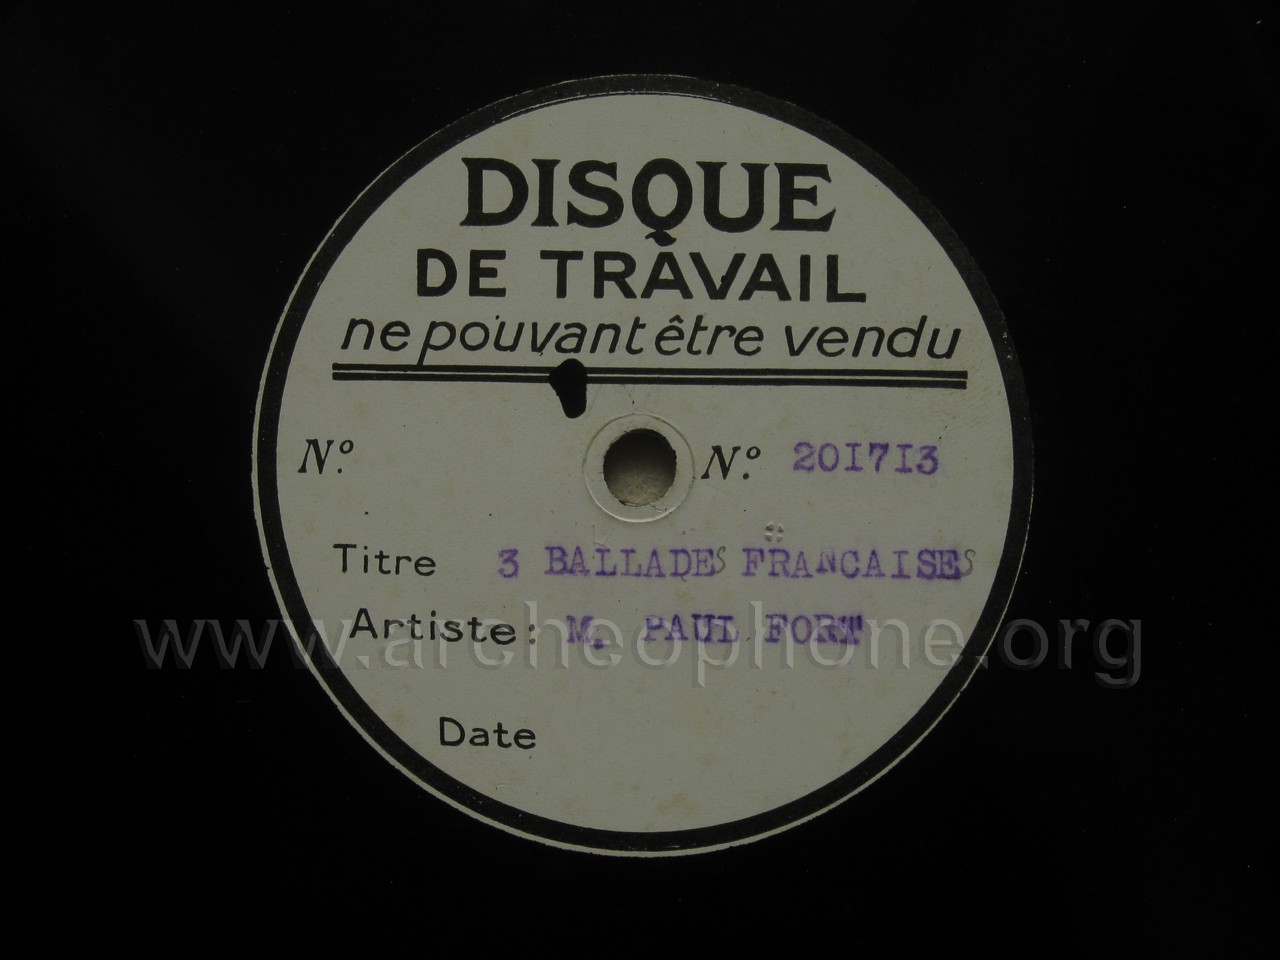 DISQUE
DE TRAVAIL
ne pouvant être vendu
N.º N.º 201713
Titre 3 BALLADES FRANCAISES
Artiste: M. PAUL FORT
www.archeophone.org
Date